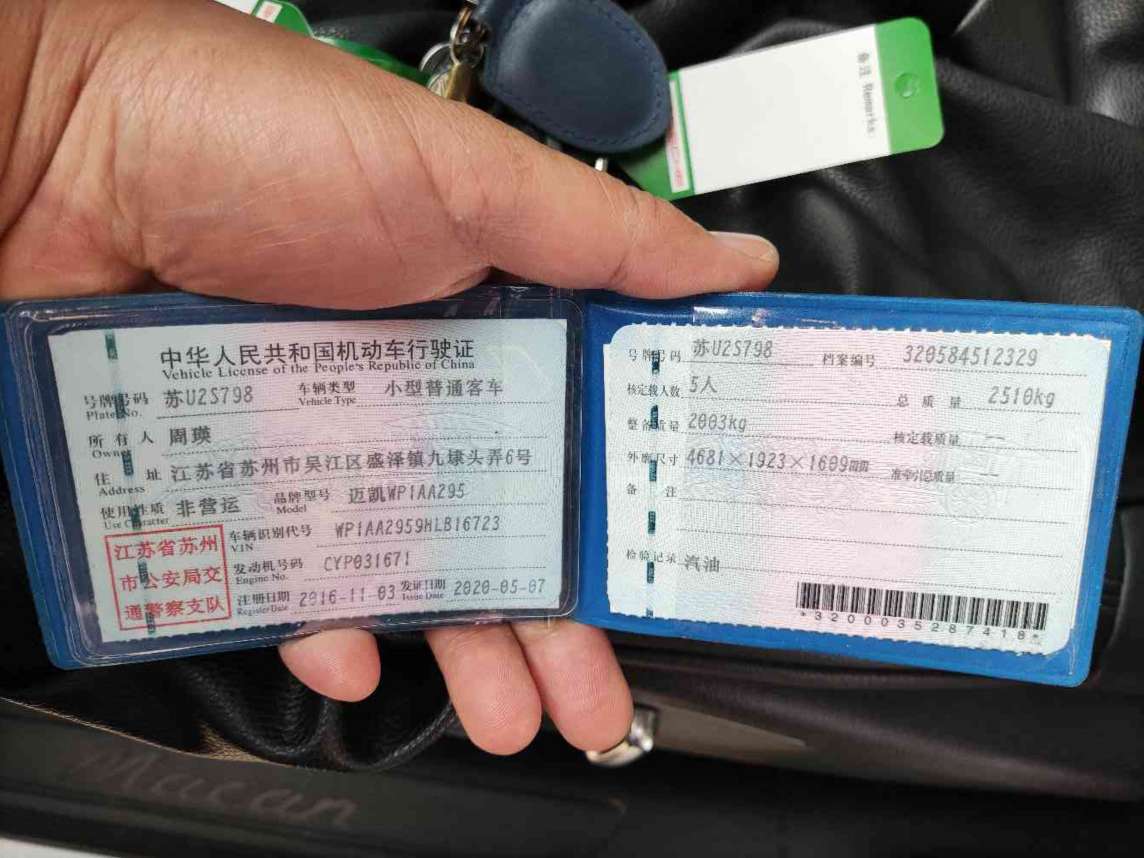 备注 Remarks:
中华人民共和国机动车行驶证
Vehicle License of the People's Republic of China
号牌号码 苏U2S798 车辆类型 小型普通客车
Plate No. Vehicle Type
所有人 周瑛
Owner
住址 江苏省苏州市吴江区盛泽镇九埭头弄6号
Address
使用性质 非营运 品牌型号 迈凯WP1AA295
Use Character Model
江苏省苏州
市公安局交
通警察支队
车辆识别代号 WP1AA2959HLB16723
VIN
发动机号码 CYP031671
Engine No.
注册日期 2016-11-03 发证日期 2020-05-07
Register Date Issue Date
号牌号码 苏U2S798 档案编号 320584512329
核定载人数 5人 总质量 2510kg
整备质量 2003kg 核定载质量 --
外廓尺寸 4681×1923×1609mm 准牵引总质量 --
备注
检验记录 汽油
*3200035287418*
Macan